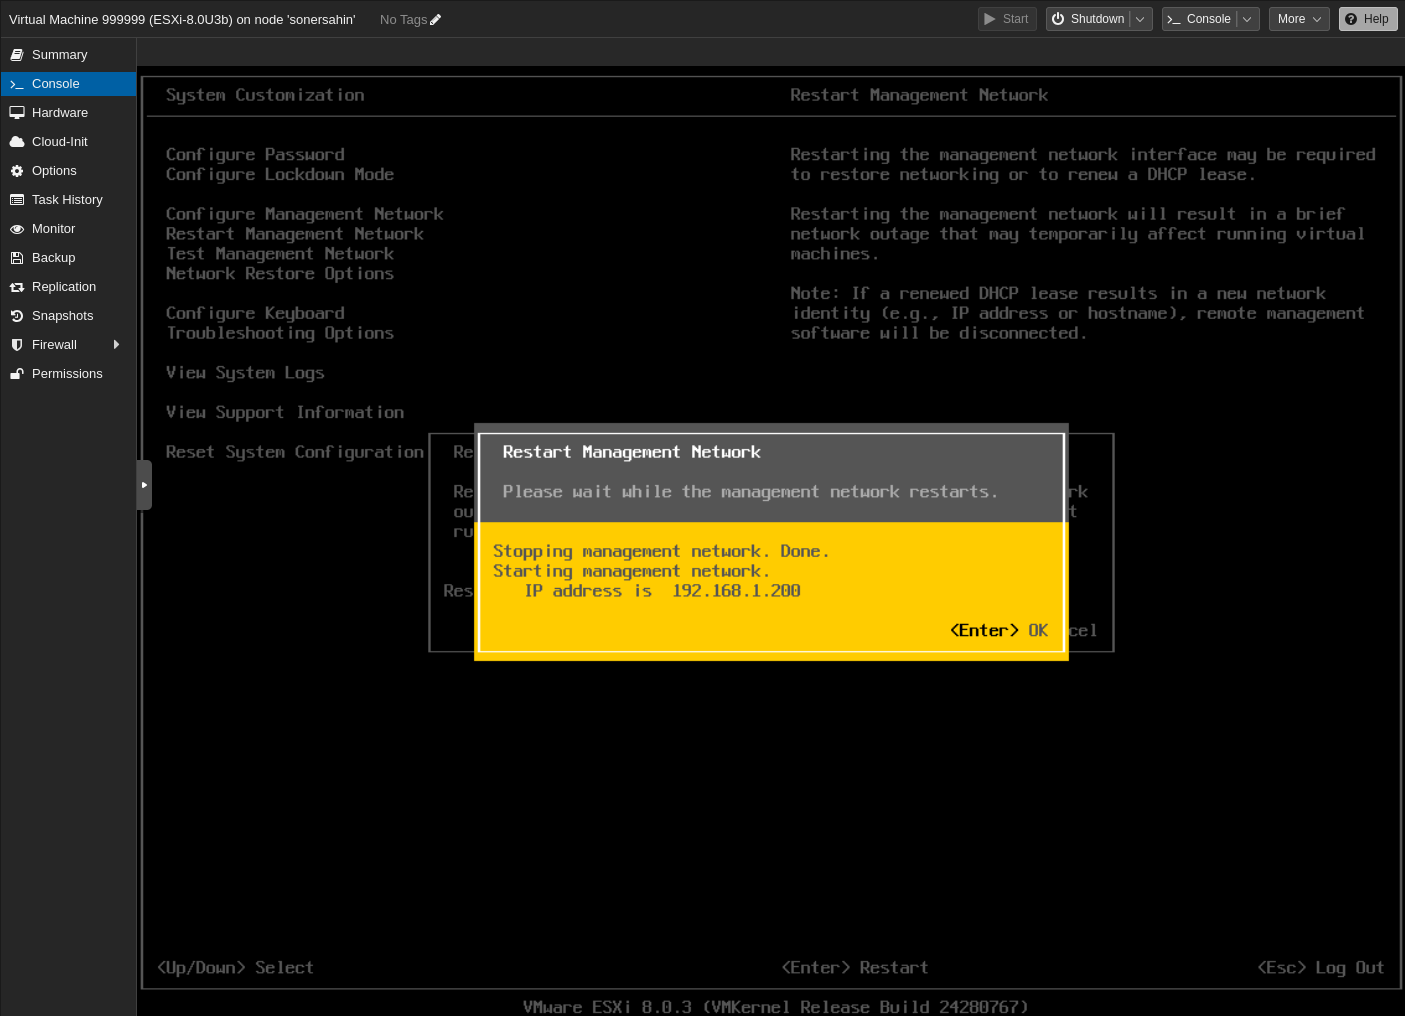 Virtual Machine 999999 (ESXi-8.0U3b) on node 'sonersahin'
No Tags
Start
Shutdown
Console
More
Help
Summary
Console
Hardware
Cloud-Init
Options
Task History
Monitor
Backup
Replication
Snapshots
Firewall
Permissions
System Customization
Restart Management Network
Configure Password
Configure Lockdown Mode
Configure Management Network
Restart Management Network
Test Management Network
Network Restore Options
Configure Keyboard
Troubleshooting Options
View System Logs
View Support Information
Reset System Configuration
Restarting the management network interface may be required
to restore networking or to renew a DHCP lease.
Restarting the management network will result in a brief
network outage that may temporarily affect running virtual
machines.
Note: If a renewed DHCP lease results in a new network
identity (e.g., IP address or hostname), remote management
software will be disconnected.
Re
Re
ou
ru
Res
rk
t
cel
Restart Management Network
Please wait while the management network restarts.
Stopping management network. Done.
Starting management network.
IP address is 192.168.1.200
<Enter> OK
<Up/Down> Select
<Enter> Restart
<Esc> Log Out
VMware ESXi 8.0.3 (VMKernel Release Build 24280767)